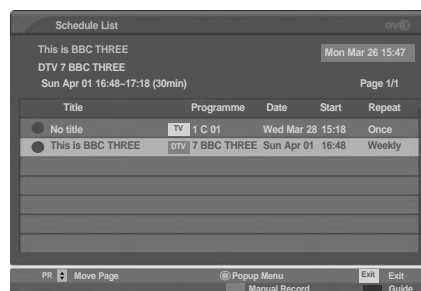 Schedule List
This is BBC THREE
Mon Mar 26 15:47
DTV 7 BBC THREE
Sun Apr 01 16:48~17:18 (30min)
Page 1/1
Title Programme Date Start Repeat
No title TV 1 C 01 Wed Mar 28 15:18 Once
This is BBC THREE DTV 7 BBC THREE Sun Apr 01 16:48 Weekly
PR Move Page Popup Menu Exit Exit
Manual Record Guide